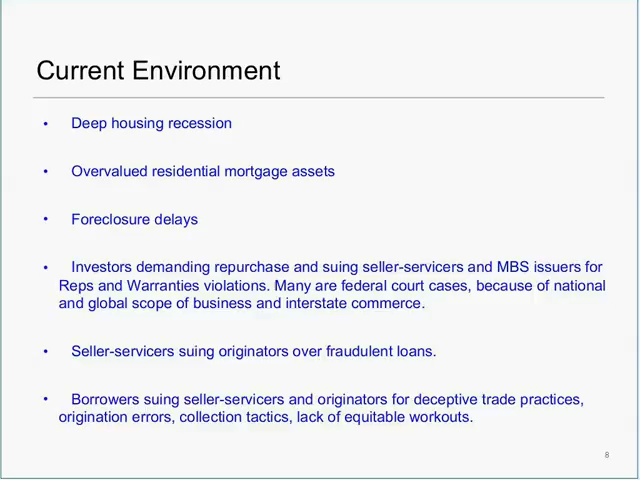 Current Environment
• Deep housing recession
• Overvalued residential mortgage assets
• Foreclosure delays
• Investors demanding repurchase and suing seller-servicers and MBS issuers for
Reps and Warranties violations. Many are federal court cases, because of national
and global scope of business and interstate commerce.
• Seller-servicers suing originators over fraudulent loans.
• Borrowers suing seller-servicers and originators for deceptive trade practices,
origination errors, collection tactics, lack of equitable workouts.
8